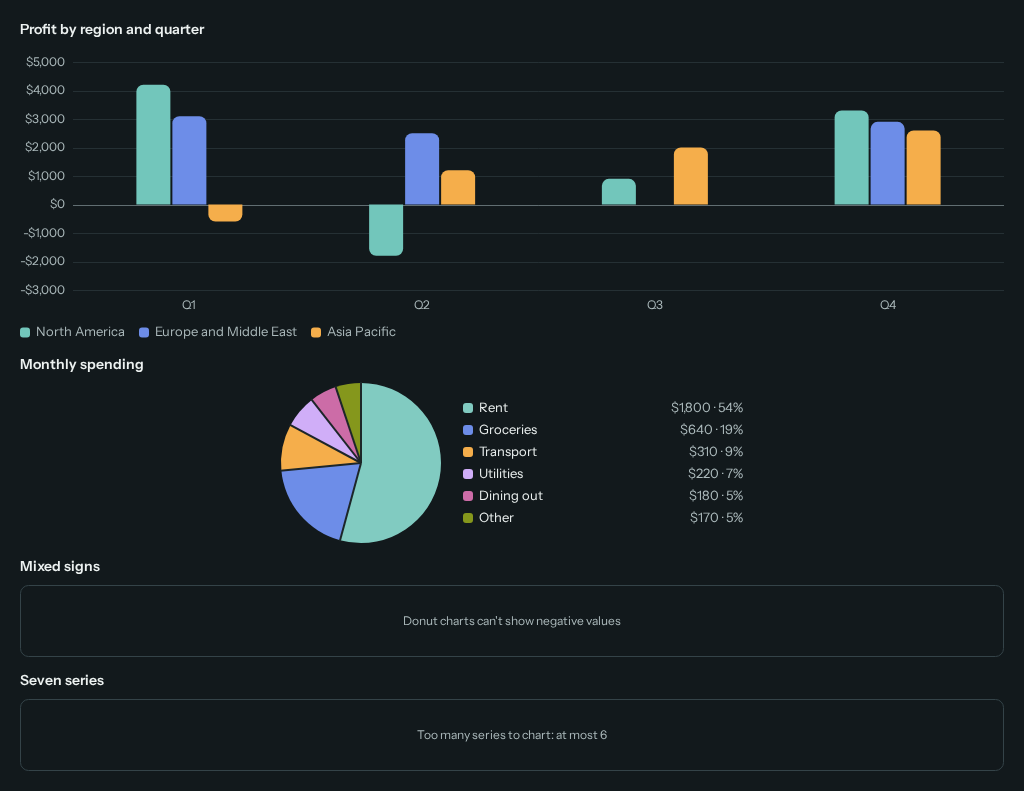 Profit by region and quarter
$5,000
$4,000
$3,000
$2,000
$1,000
$0
-$1,000
-$2,000
-$3,000
Q1 Q2 Q3 Q4
North America Europe and Middle East Asia Pacific
Monthly spending
Rent $1,800 · 54%
Groceries $640 · 19%
Transport $310 · 9%
Utilities $220 · 7%
Dining out $180 · 5%
Other $170 · 5%
Mixed signs
Donut charts can't show negative values
Seven series
Too many series to chart: at most 6